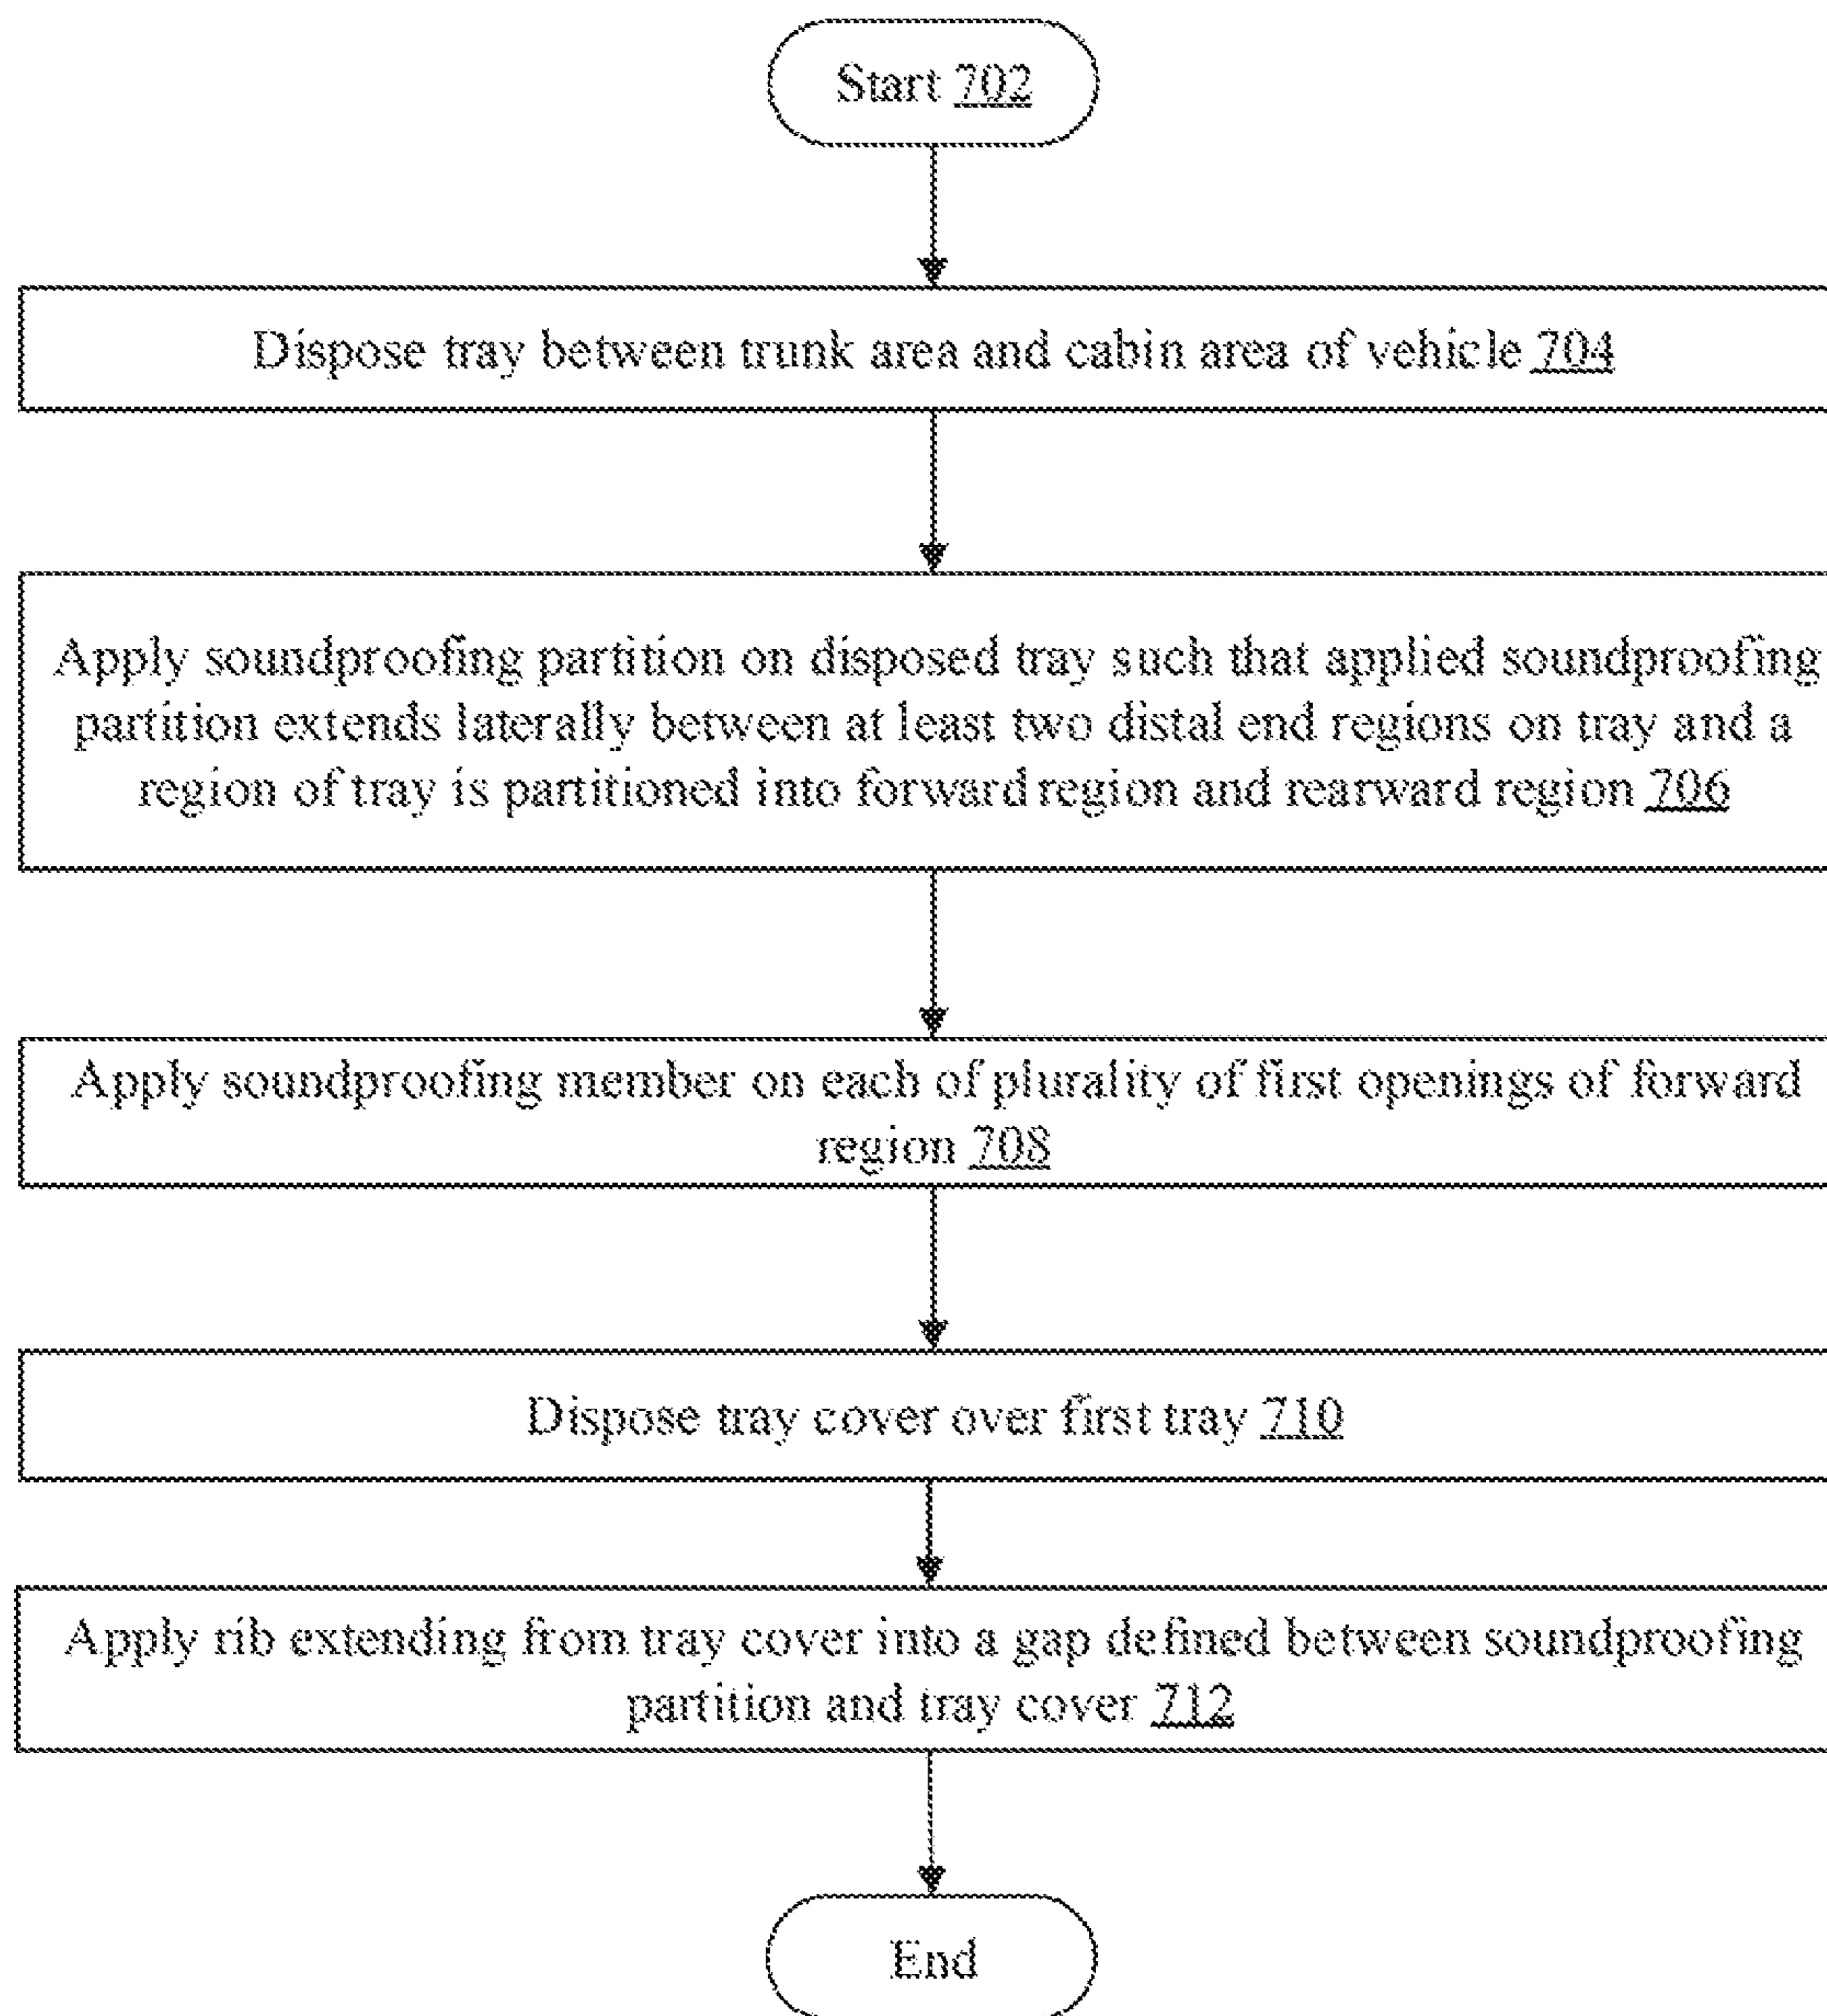 Start 702
Dispose tray between trunk area and cabin area of vehicle 704
Apply soundproofing partition on disposed tray such that applied soundproofing
partition extends laterally between at least two distal end regions on tray and a
region of tray is partitioned into forward region and rearward region 706
Apply soundproofing member on each of plurality of first openings of forward
region 708
Dispose tray cover over first tray 710
Apply rib extending from tray cover into a gap defined between soundproofing
partition and tray cover 712
End